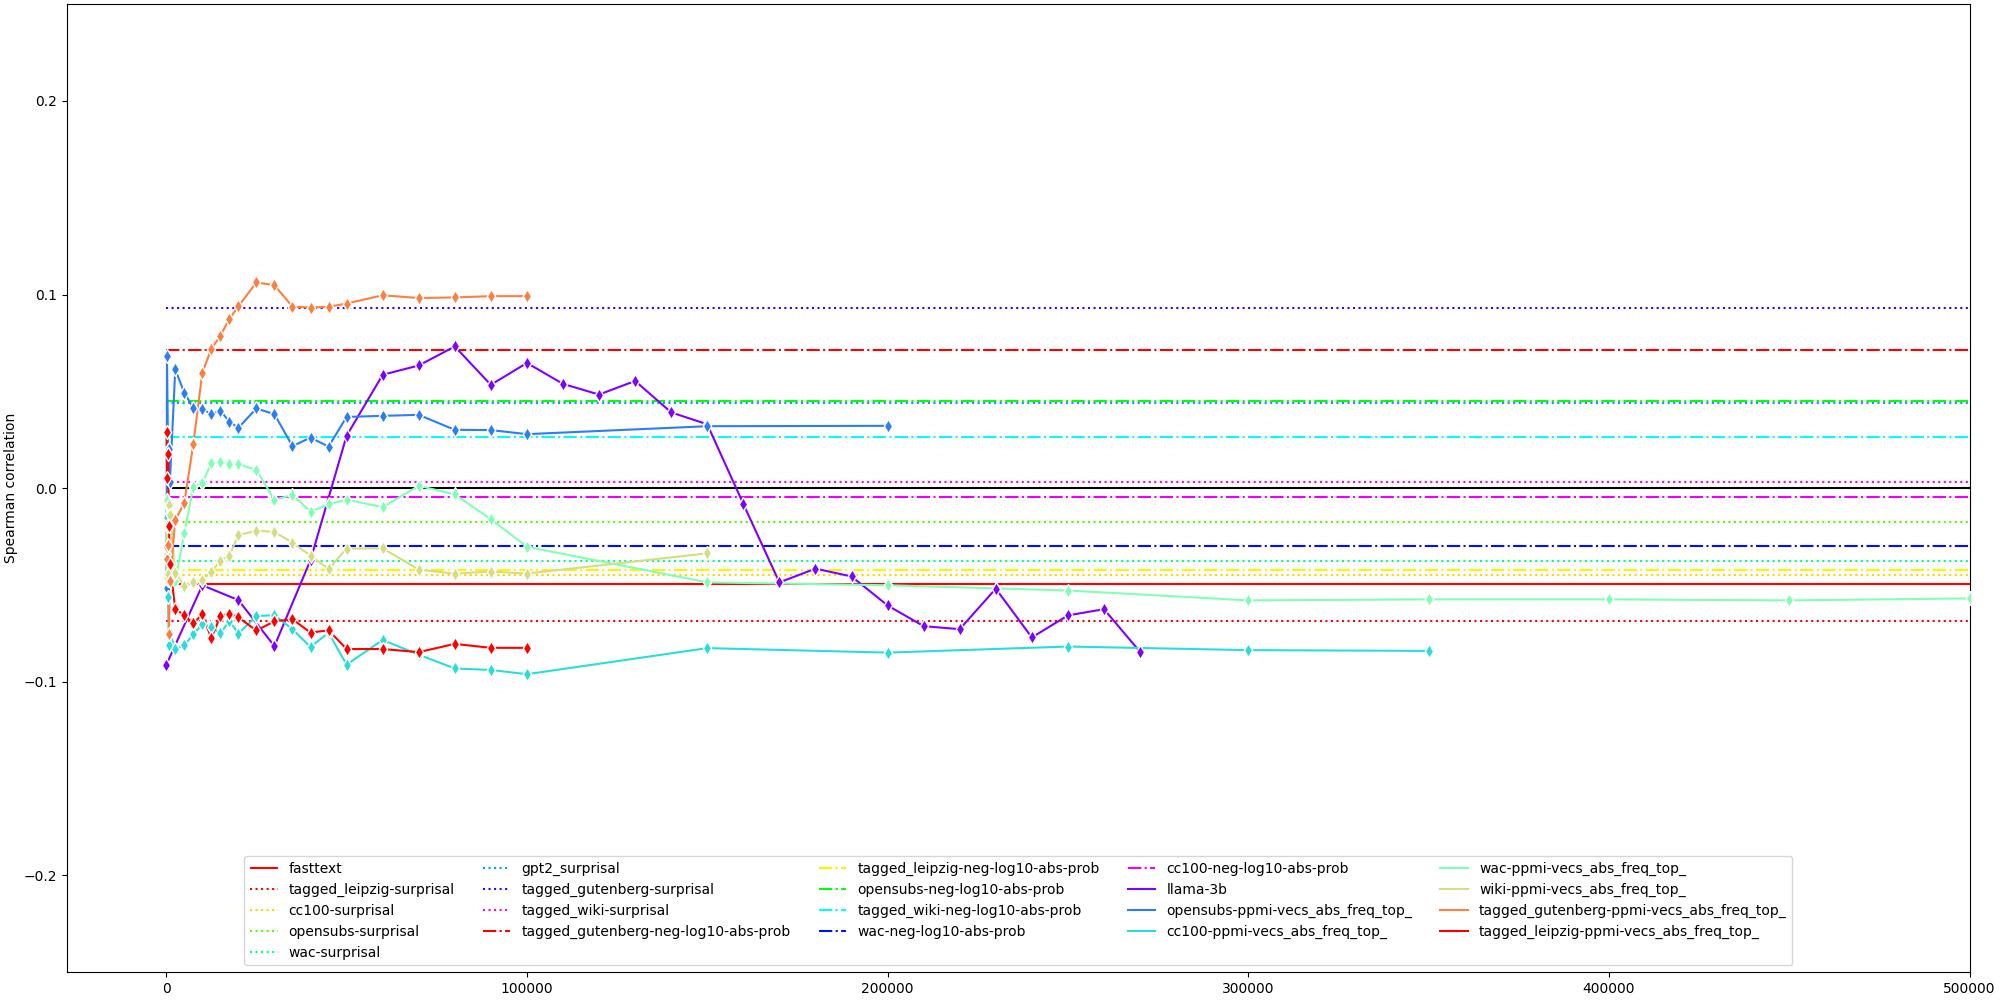 0.2
0.1
0.0
−0.1
−0.2
Spearman correlation
fasttext
tagged_leipzig-surprisal
cc100-surprisal
opensubs-surprisal
wac-surprisal
gpt2_surprisal
tagged_gutenberg-surprisal
tagged_wiki-surprisal
tagged_gutenberg-neg-log10-abs-prob
tagged_leipzig-neg-log10-abs-prob
opensubs-neg-log10-abs-prob
tagged_wiki-neg-log10-abs-prob
wac-neg-log10-abs-prob
cc100-neg-log10-abs-prob
llama-3b
opensubs-ppmi-vecs_abs_freq_top_
cc100-ppmi-vecs_abs_freq_top_
wac-ppmi-vecs_abs_freq_top_
wiki-ppmi-vecs_abs_freq_top_
tagged_gutenberg-ppmi-vecs_abs_freq_top_
tagged_leipzig-ppmi-vecs_abs_freq_top_
0 100000 200000 300000 400000 500000